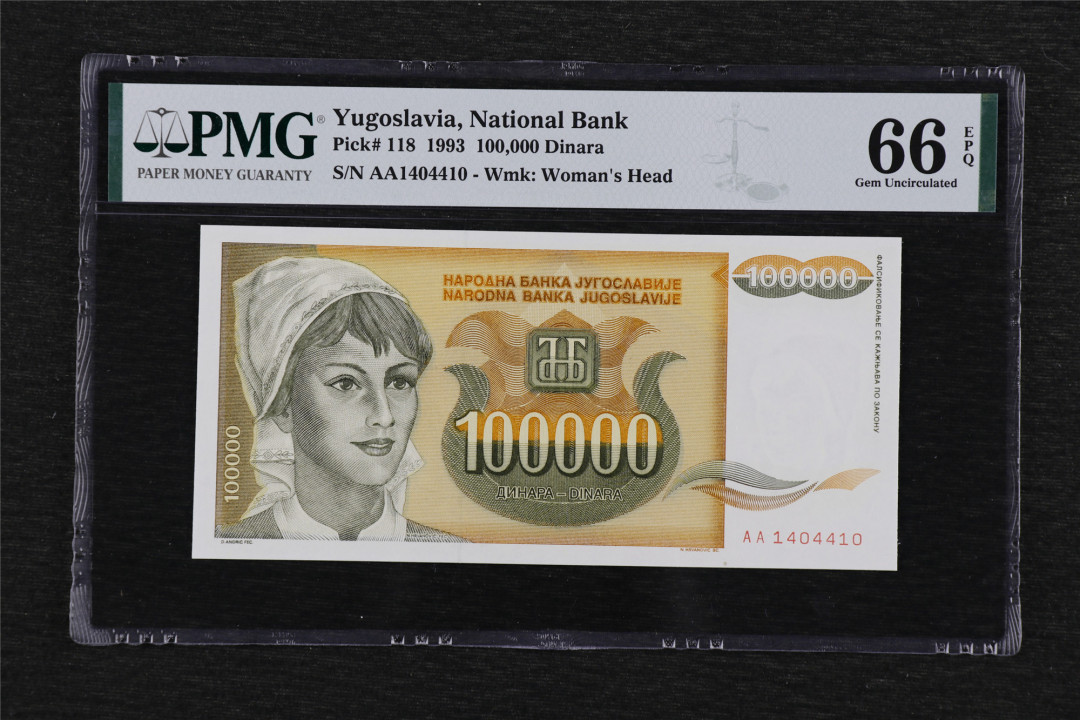 PMG®
PAPER MONEY GUARANTY
Yugoslavia, National Bank
Pick# 118 1993 100,000 Dinara
S/N AA1404410 - Wmk: Woman's Head
66
EPQ
Gem Uncirculated
НАРОДНА БАНКА ЈУГОСЛАВИЈЕ
NARODNA BANKA JUGOSLAVIJE
100000
ФАЛСИФИКОВАЊЕ СЕ КАЖЊАВА ПО ЗАКОНУ
100000
100000
ДИНАРА – DINARA
AA 1404410